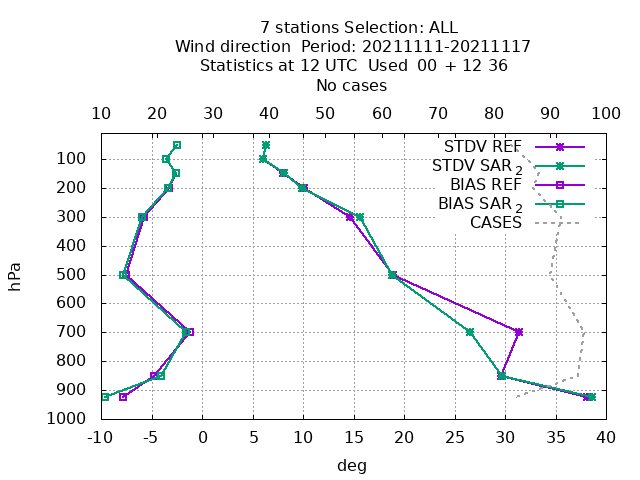 7 stations Selection: ALL
Wind direction  Period: 20211111-20211117
Statistics at 12 UTC  Used  00 + 12 36
No cases
10 20 30 40 50 60 70 80 90 100
STDV REF
STDV SAR 2
BIAS REF
BIAS SAR 2
CASES
hPa
100
200
300
400
500
600
700
800
900
1000
-10 -5 0 5 10 15 20 25 30 35 40
deg